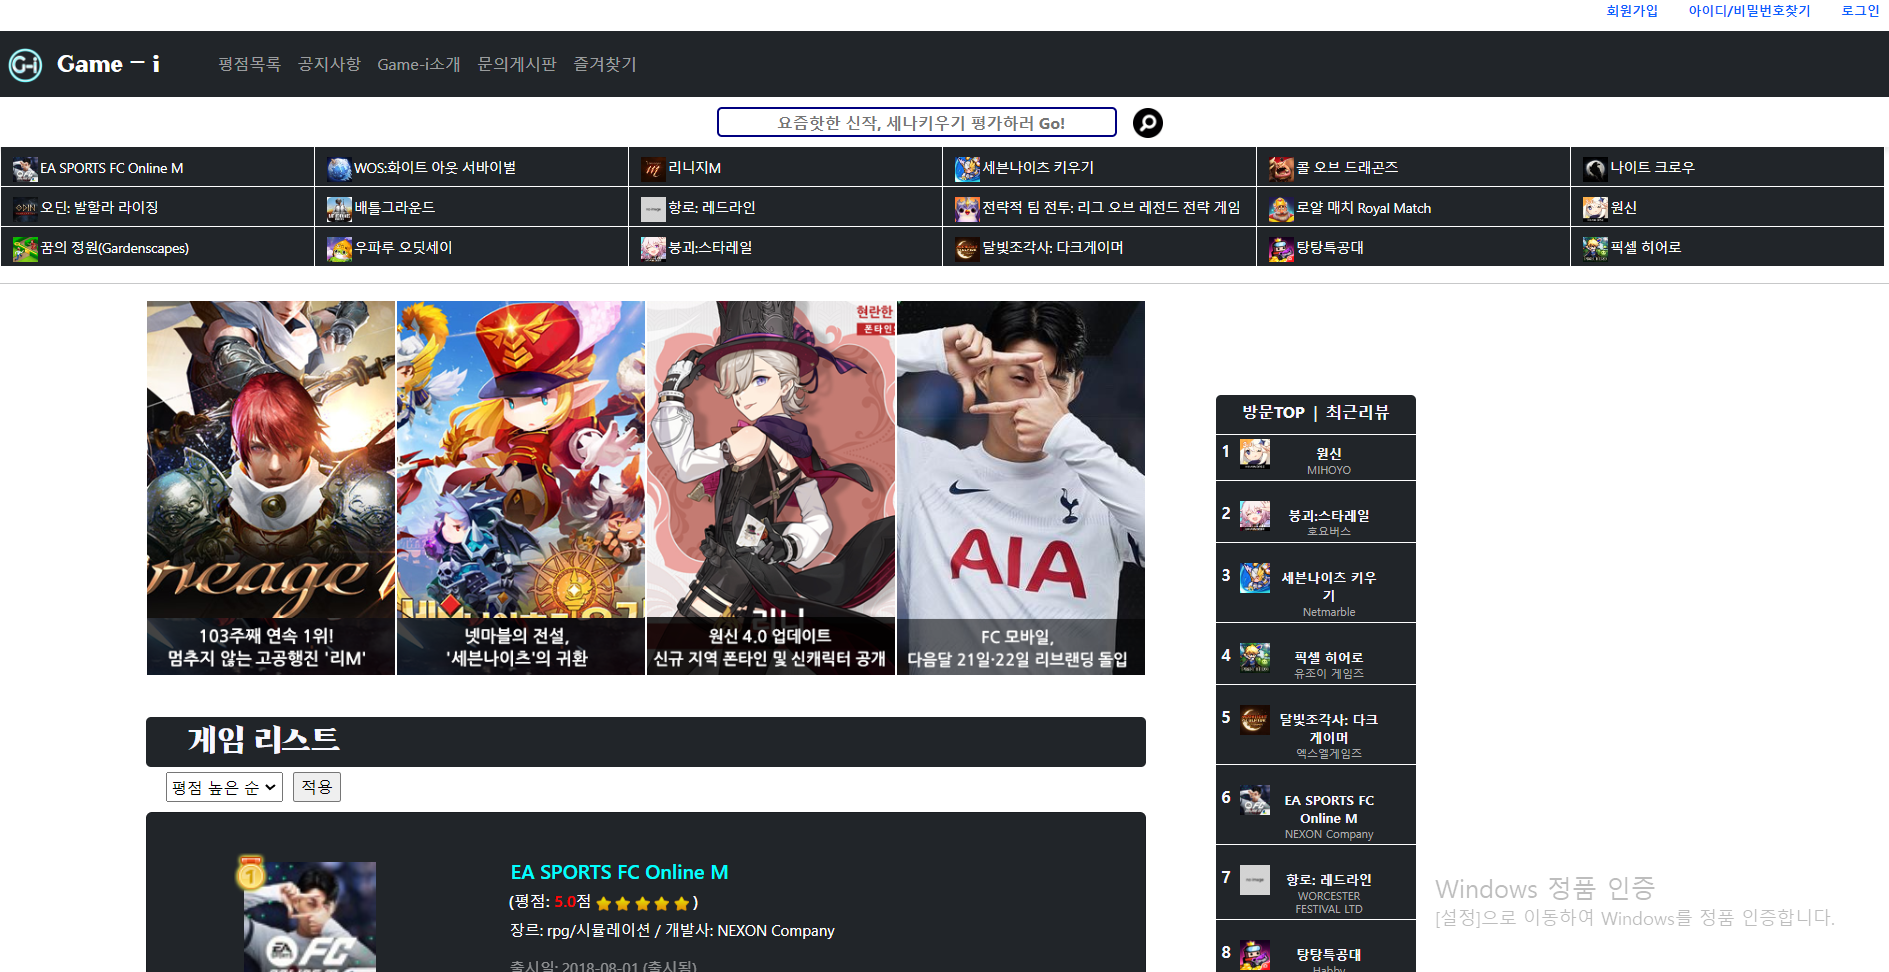 회원가입 아이디/비밀번호찾기 로그인
G-i Game - i 평점목록 공지사항 Game-i소개 문의게시판 즐겨찾기
요즘핫한 신작, 세나키우기 평가하러 Go!
EA SPORTS FC Online M WOS:화이트 아웃 서바이벌 리니지M 세븐나이츠 키우기 콜 오브 드래곤즈 나이트 크로우
오딘: 발할라 라이징 배틀그라운드 항로: 레드라인 전략적 팀 전투: 리그 오브 레전드 전략 게임 로얄 매치 Royal Match 원신
꿈의 정원(Gardenscapes) 우파루 오딧세이 붕괴:스타레일 달빛조각사: 다크게이머 탕탕특공대 픽셀 히어로
현란한
폰타인
AIA
103주째 연속 1위!
멈추지 않는 고공행진 '리M'
넷마블의 전설,
'세븐나이츠'의 귀환
리니
원신 4.0 업데이트
신규 지역 폰타인 및 신캐릭터 공개
FC 모바일,
다음달 21일·22일 리브랜딩 돌입
게임 리스트
평점 높은 순 적용
1
EA SPORTS FC Online M
(평점: 5.0점 )
장르: rpg/시뮬레이션 / 개발사: NEXON Company
출시일: 2018-08-01 (출시됨)
EA SPORTS FC
방문TOP | 최근리뷰
1 원신
MIHOYO
2 붕괴:스타레일
호요버스
3 세븐나이츠 키우
기
Netmarble
4 픽셀 히어로
유조이 게임즈
5 달빛조각사: 다크
게이머
엑스엘게임즈
6 EA SPORTS FC
Online M
NEXON Company
7 항로: 레드라인
WORCESTER
FESTIVAL LTD
8 탕탕특공대
Habby
Windows 정품 인증
[설정]으로 이동하여 Windows를 정품 인증합니다.